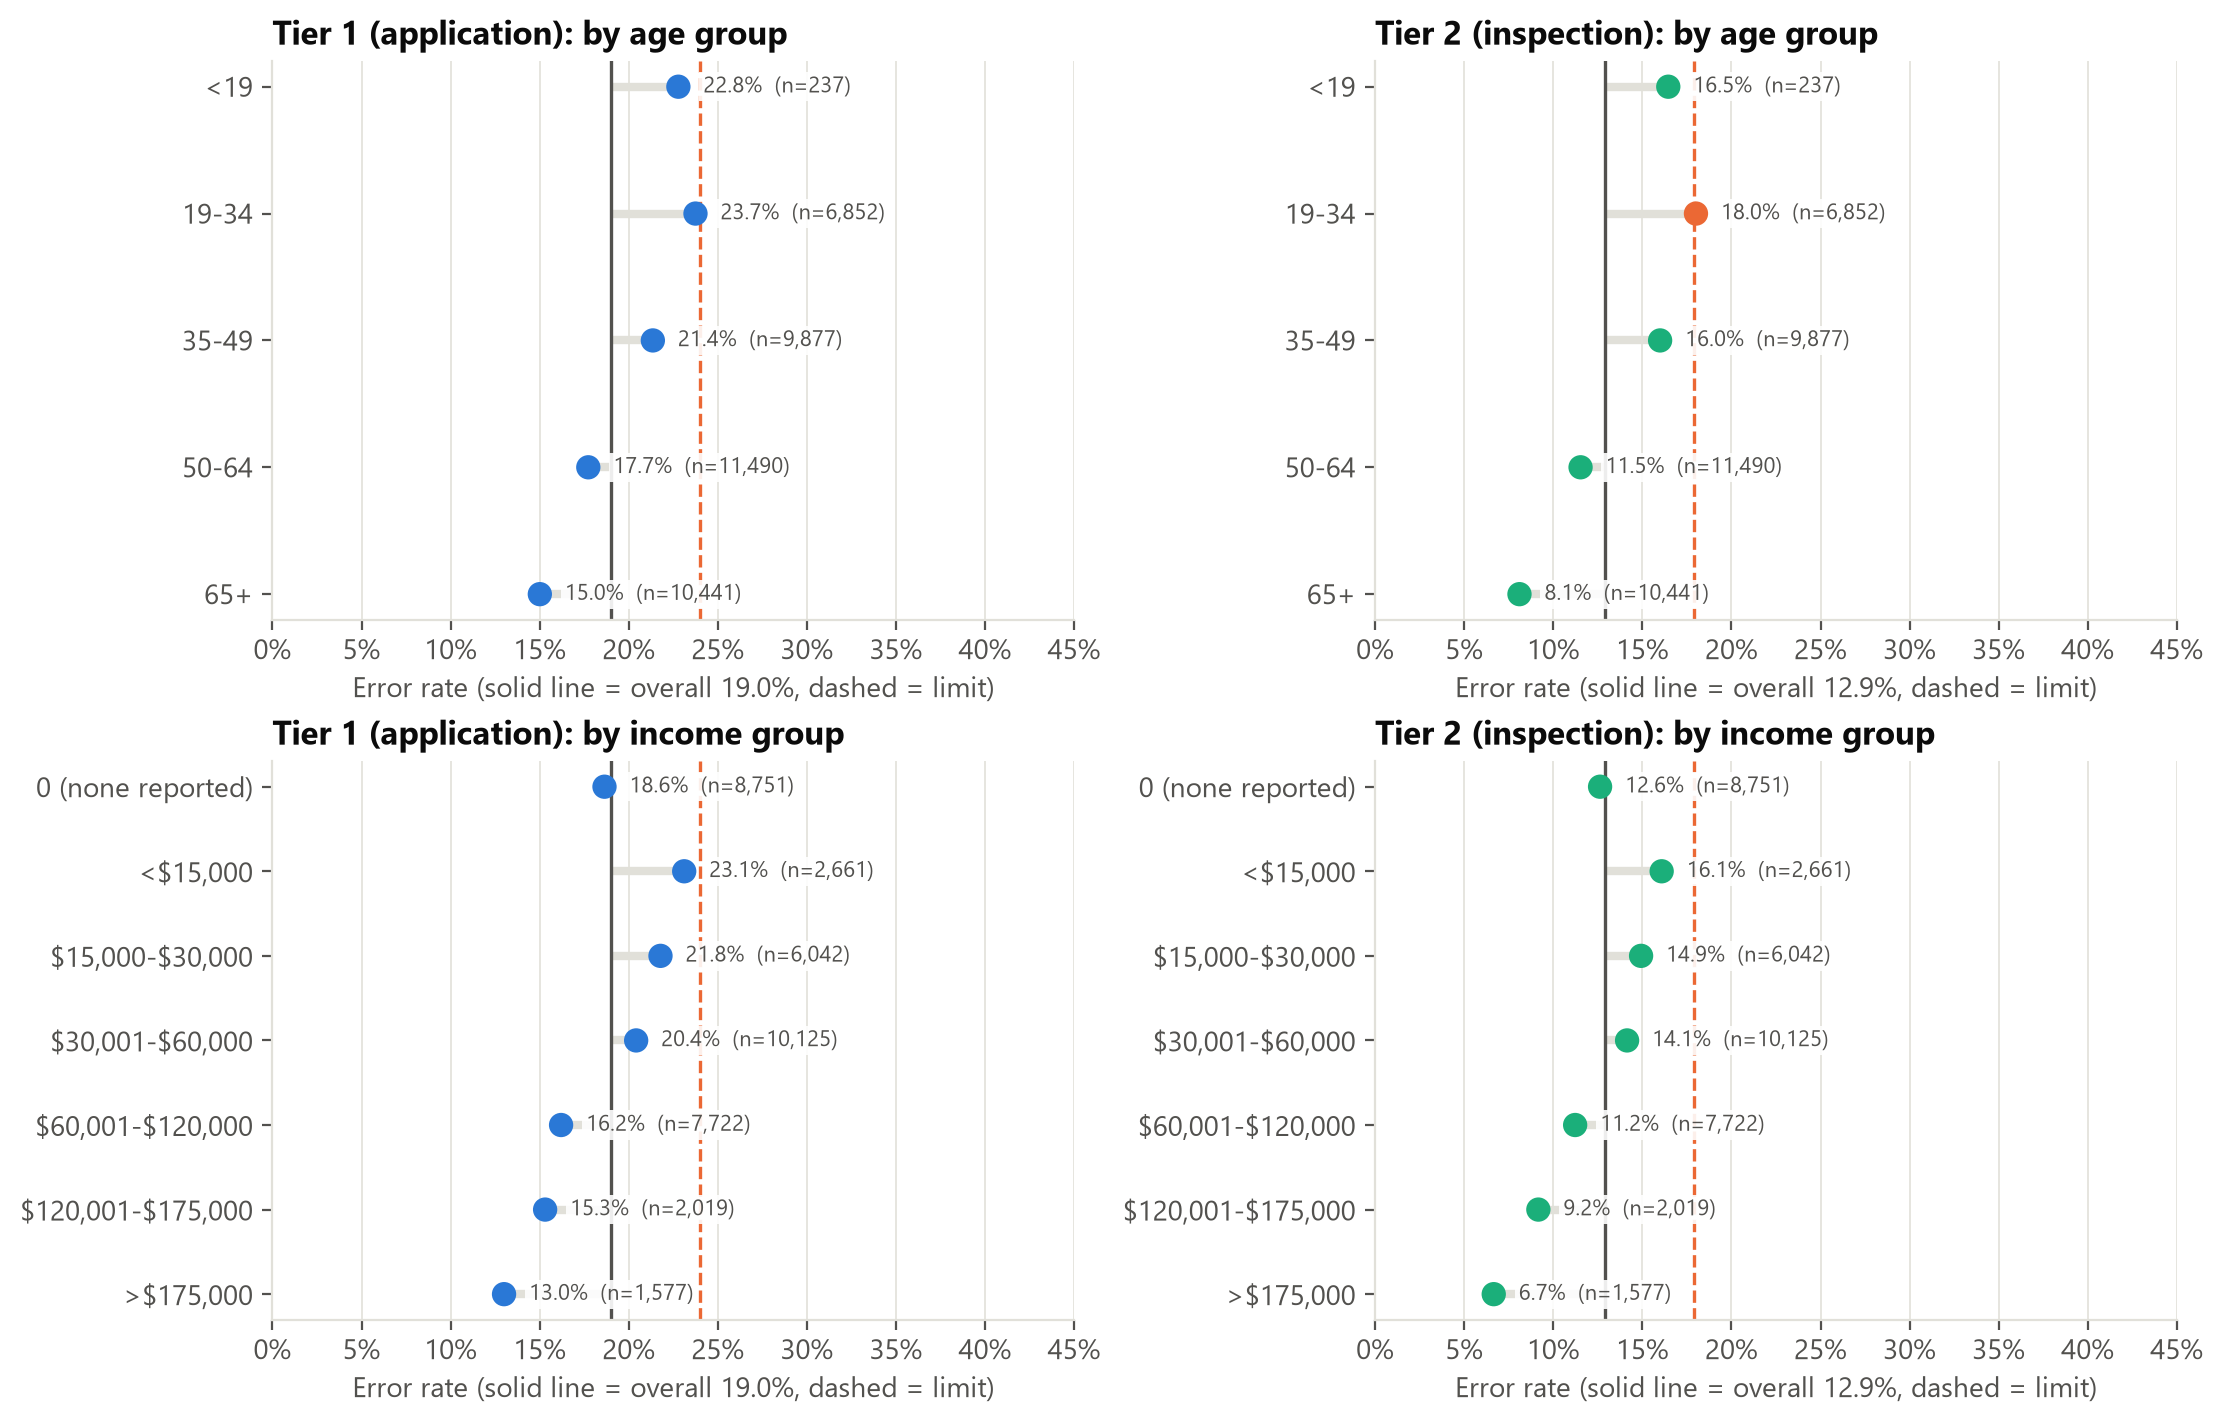 Tier 1 (application): by age group
<19
22.8% (n=237)
19-34
23.7% (n=6,852)
35-49
21.4% (n=9,877)
50-64
17.7% (n=11,490)
65+
15.0% (n=10,441)
0% 5% 10% 15% 20% 25% 30% 35% 40% 45%
Error rate (solid line = overall 19.0%, dashed = limit)
Tier 2 (inspection): by age group
<19
16.5% (n=237)
19-34
18.0% (n=6,852)
35-49
16.0% (n=9,877)
50-64
11.5% (n=11,490)
65+
8.1% (n=10,441)
0% 5% 10% 15% 20% 25% 30% 35% 40% 45%
Error rate (solid line = overall 12.9%, dashed = limit)
Tier 1 (application): by income group
0 (none reported)
18.6% (n=8,751)
<$15,000
23.1% (n=2,661)
$15,000-$30,000
21.8% (n=6,042)
$30,001-$60,000
20.4% (n=10,125)
$60,001-$120,000
16.2% (n=7,722)
$120,001-$175,000
15.3% (n=2,019)
>$175,000
13.0% (n=1,577)
0% 5% 10% 15% 20% 25% 30% 35% 40% 45%
Error rate (solid line = overall 19.0%, dashed = limit)
Tier 2 (inspection): by income group
0 (none reported)
12.6% (n=8,751)
<$15,000
16.1% (n=2,661)
$15,000-$30,000
14.9% (n=6,042)
$30,001-$60,000
14.1% (n=10,125)
$60,001-$120,000
11.2% (n=7,722)
$120,001-$175,000
9.2% (n=2,019)
>$175,000
6.7% (n=1,577)
0% 5% 10% 15% 20% 25% 30% 35% 40% 45%
Error rate (solid line = overall 12.9%, dashed = limit)